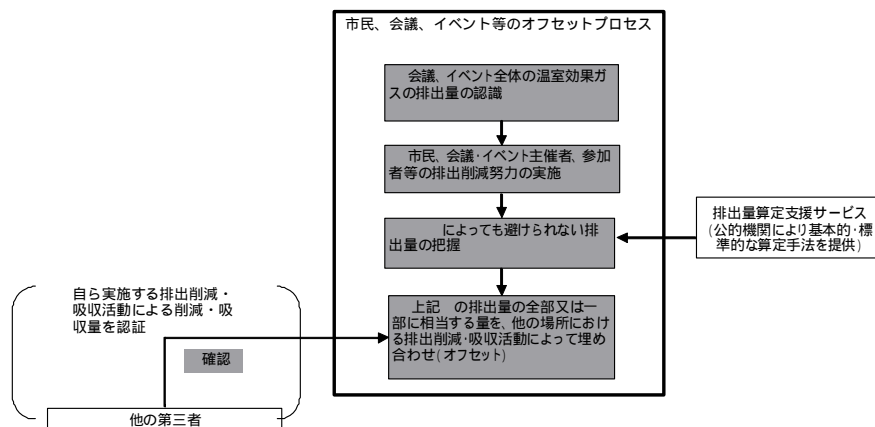 市民、会議、イベント等のオフセットプロセス
会議、イベント全体の温室効果ガ
スの排出量の認識
市民、会議・イベント主催者、参加
者等の排出削減努力の実施
によっても避けられない排
出量の把握
排出量算定支援サービス
(公的機関により基本的・標
準的な算定手法を提供)
上記　の排出量の全部又は一
部に相当する量を、他の場所におけ
る排出削減・吸収活動によって埋め
合わせ(オフセット)
自ら実施する排出削減・
吸収活動による削減・吸
収量を認証
確認
他の第三者